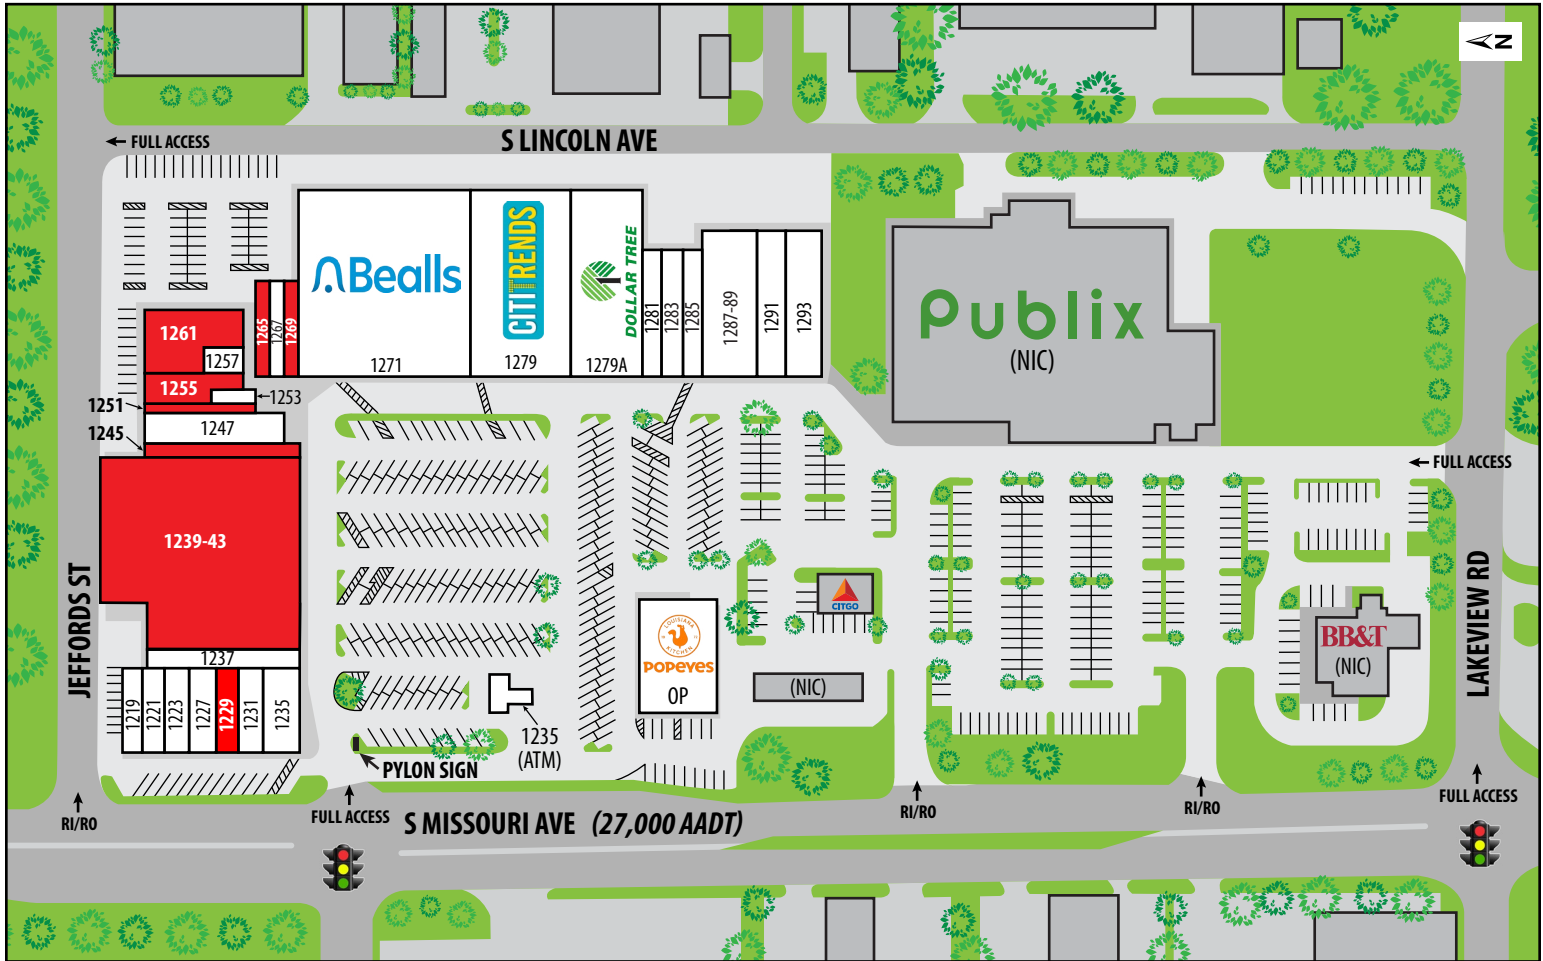 N
S LINCOLN AVE
FULL ACCESS
Bealls
1271
CITITRENDS
1279
DOLLAR TREE
1279A
1281
1283
1285
1287-89
1291
1293
Publix
(NIC)
1265
1267
1269
1261
1257
1255
1253
1251
1247
1245
1239-43
1237
1219
1221
1223
1227
1229
1231
1235
JEFFORDS ST
1235
(ATM)
PYLON SIGN
LOUISIANA
KITCHEN
POPEYES
OP
CITGO
(NIC)
FULL ACCESS
BB&T
(NIC)
LAKEVIEW RD
RI/RO
FULL ACCESS
S MISSOURI AVE (27,000 AADT)
RI/RO
RI/RO
FULL ACCESS